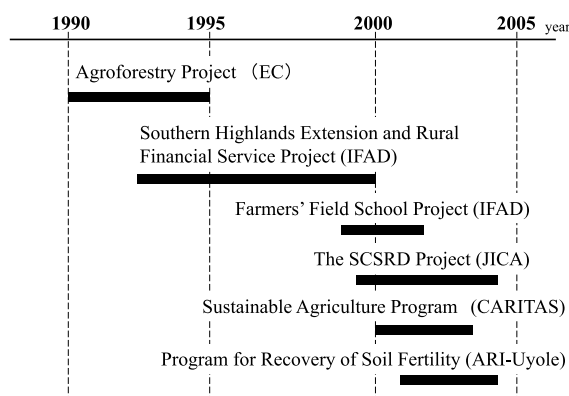 1990 1995 2000 2005 year
Agroforestry Project （EC）
Southern Highlands Extension and Rural
Financial Service Project (IFAD)
Farmers’ Field School Project (IFAD)
The SCSRD Project (JICA)
Sustainable Agriculture Program (CARITAS)
Program for Recovery of Soil Fertility (ARI-Uyole)